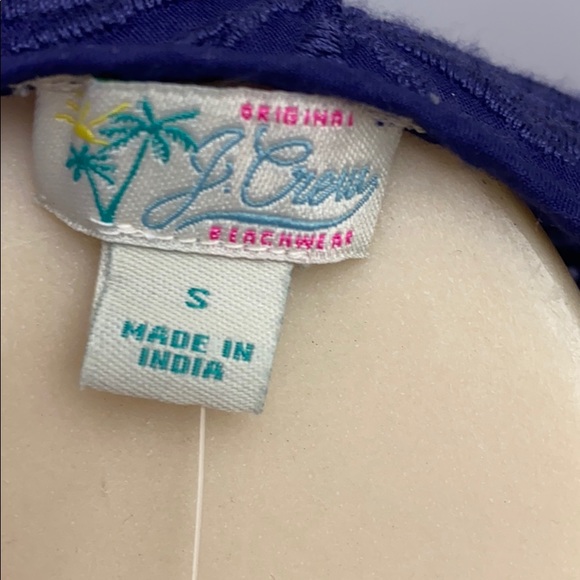 ORIGINAL
J. Crew
BEACHWEAR
S
MADE IN
INDIA